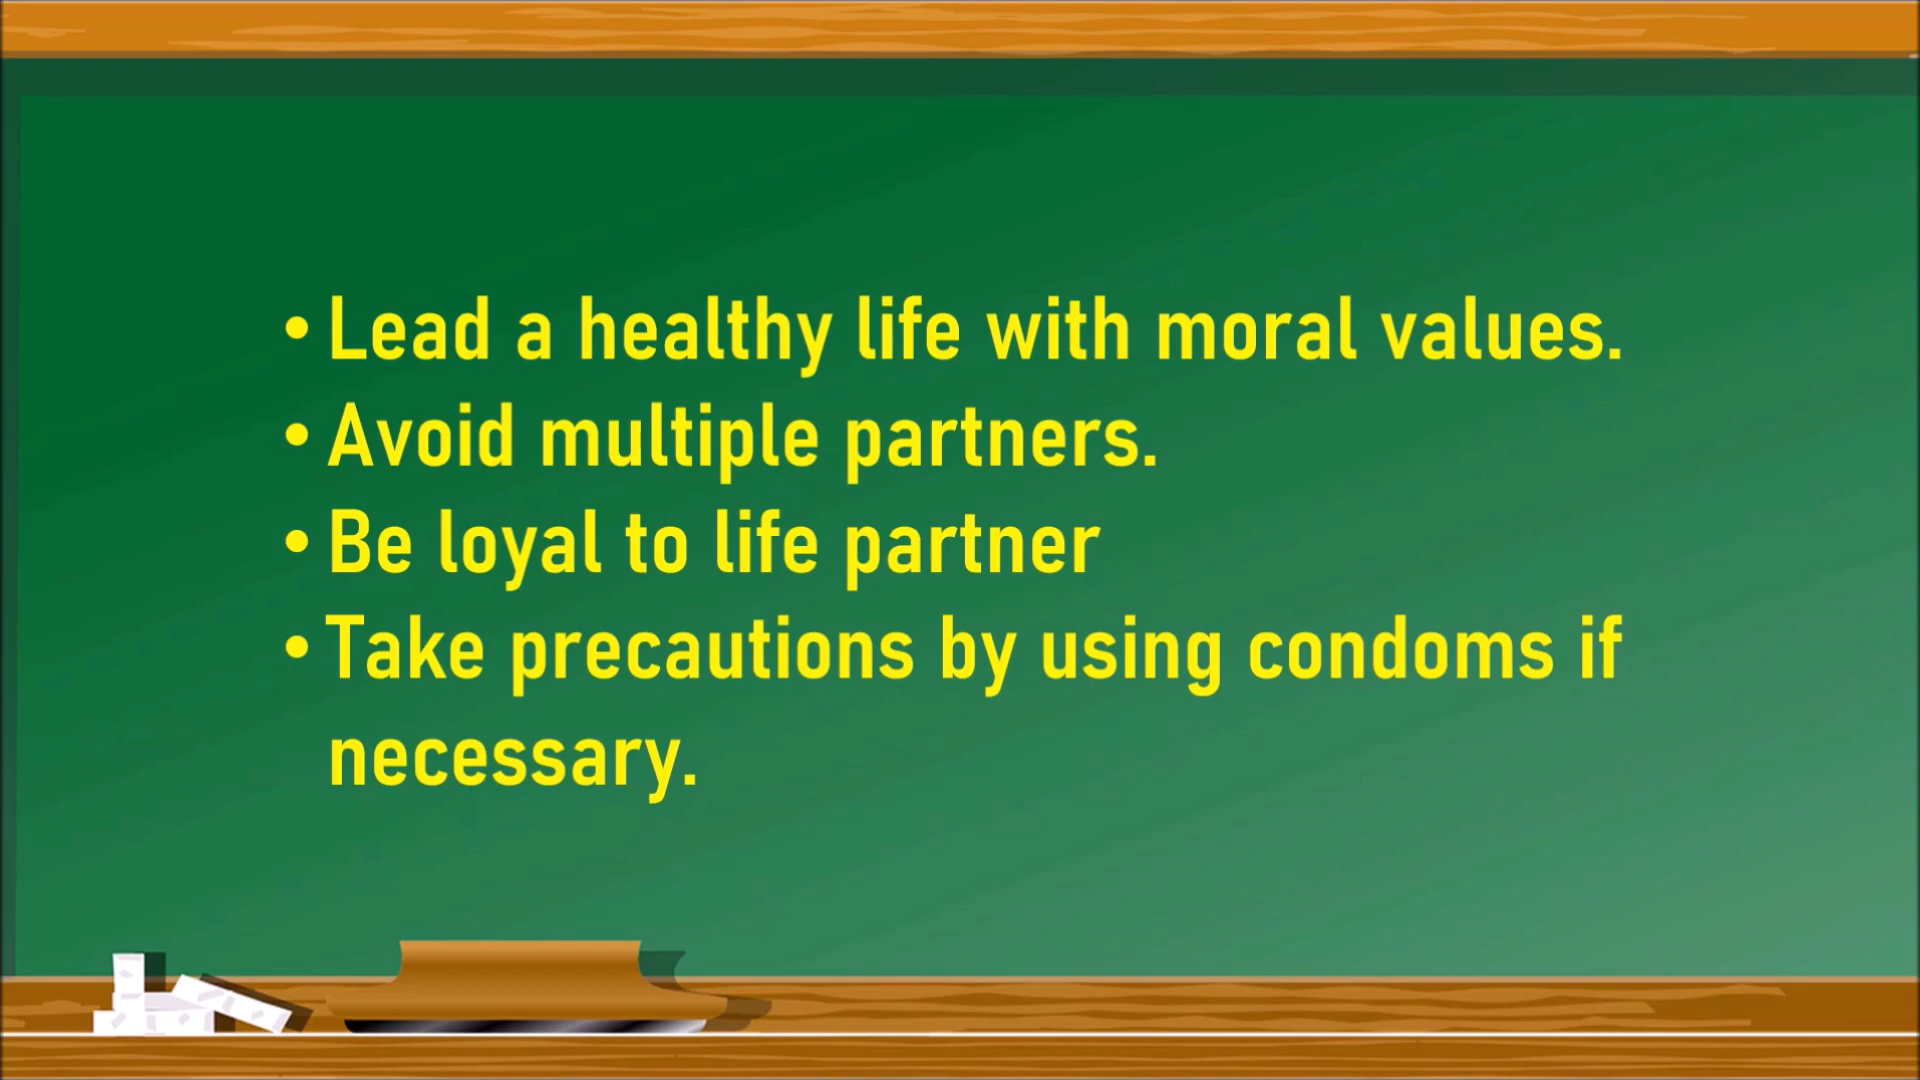 • Lead a healthy life with moral values.
• Avoid multiple partners.
• Be loyal to life partner
• Take precautions by using condoms if
necessary.